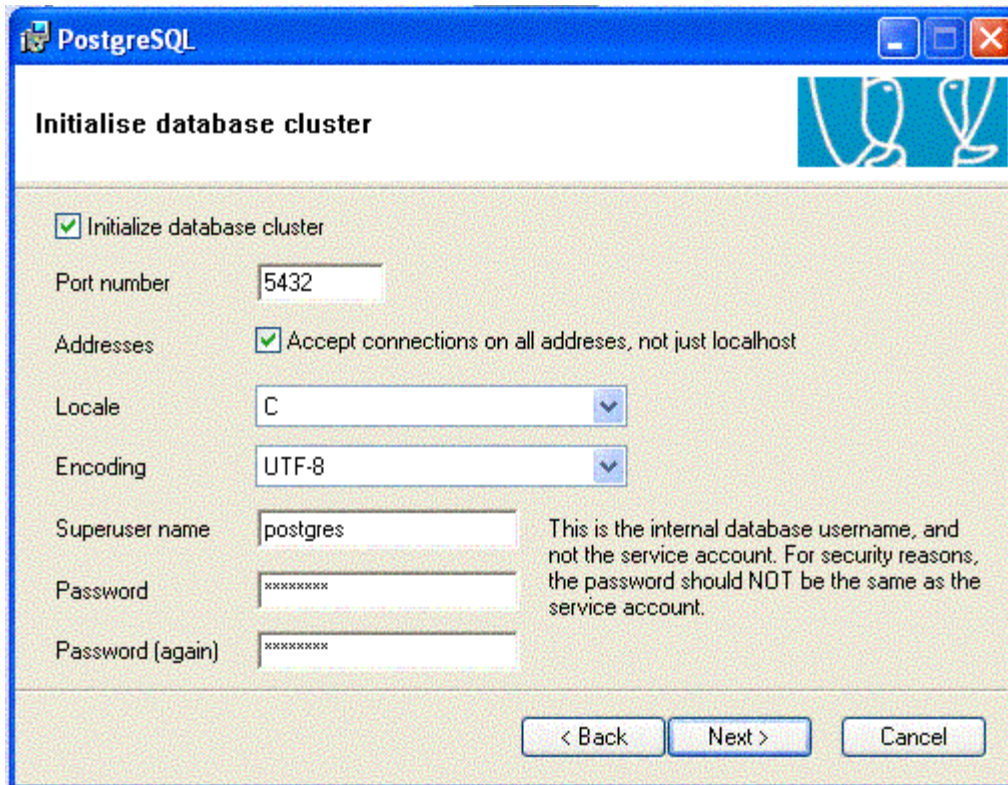 PostgreSQL
Initialise database cluster
Initialize database cluster
Port number 5432
Addresses Accept connections on all addreses, not just localhost
Locale C
Encoding UTF-8
Superuser name postgres
This is the internal database username, and
not the service account. For security reasons,
the password should NOT be the same as the
service account.
Password ********
Password (again) ********
< Back Next > Cancel